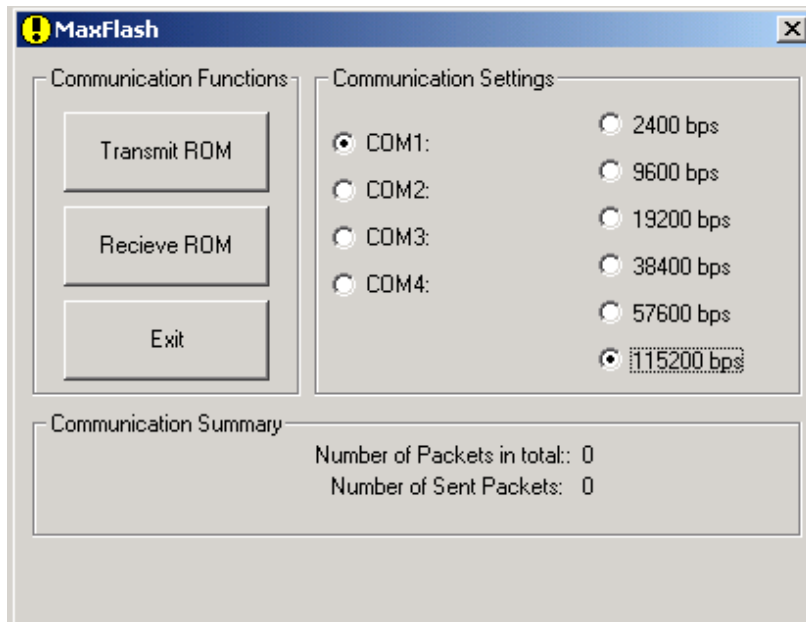 MaxFlash
Communication Functions
Transmit ROM
Recieve ROM
Exit
Communication Settings
COM1:
COM2:
COM3:
COM4:
2400 bps
9600 bps
19200 bps
38400 bps
57600 bps
115200 bps
Communication Summary
Number of Packets in total:: 0
Number of Sent Packets: 0